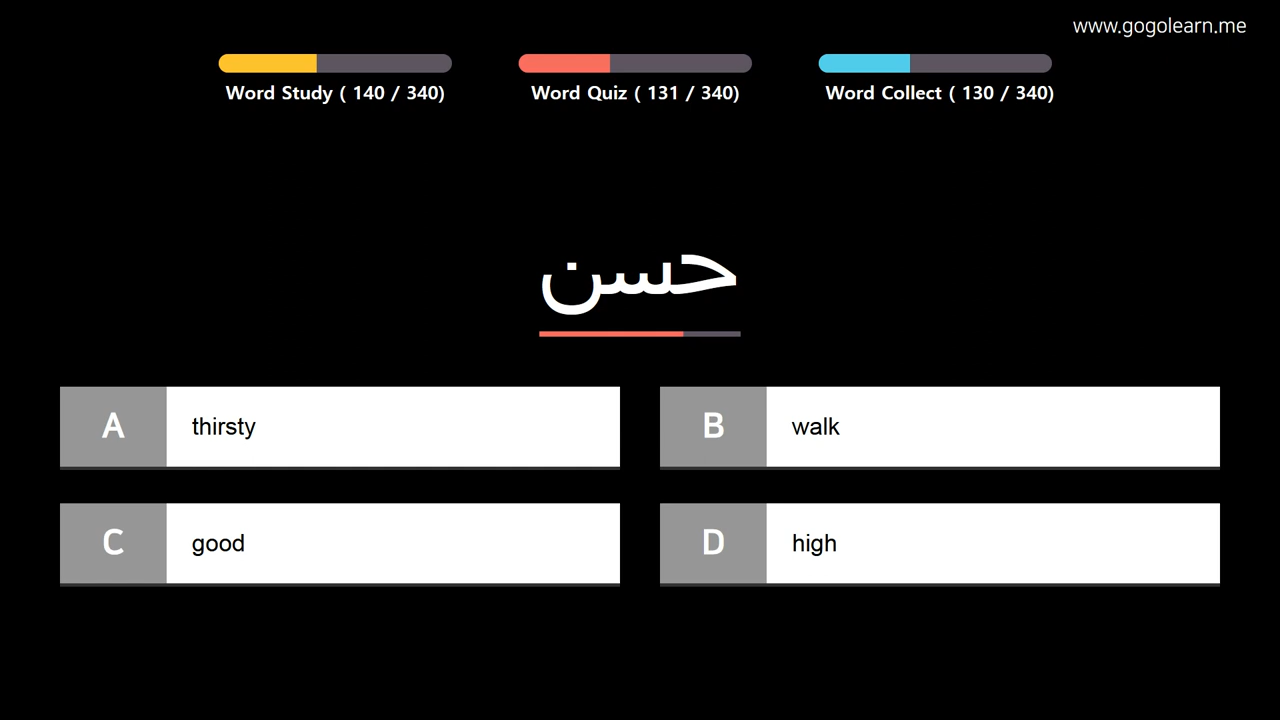 www.gogolearn.me
Word Study ( 140 / 340)
Word Quiz ( 131 / 340)
Word Collect ( 130 / 340)
حسن
A thirsty
B walk
C good
D high